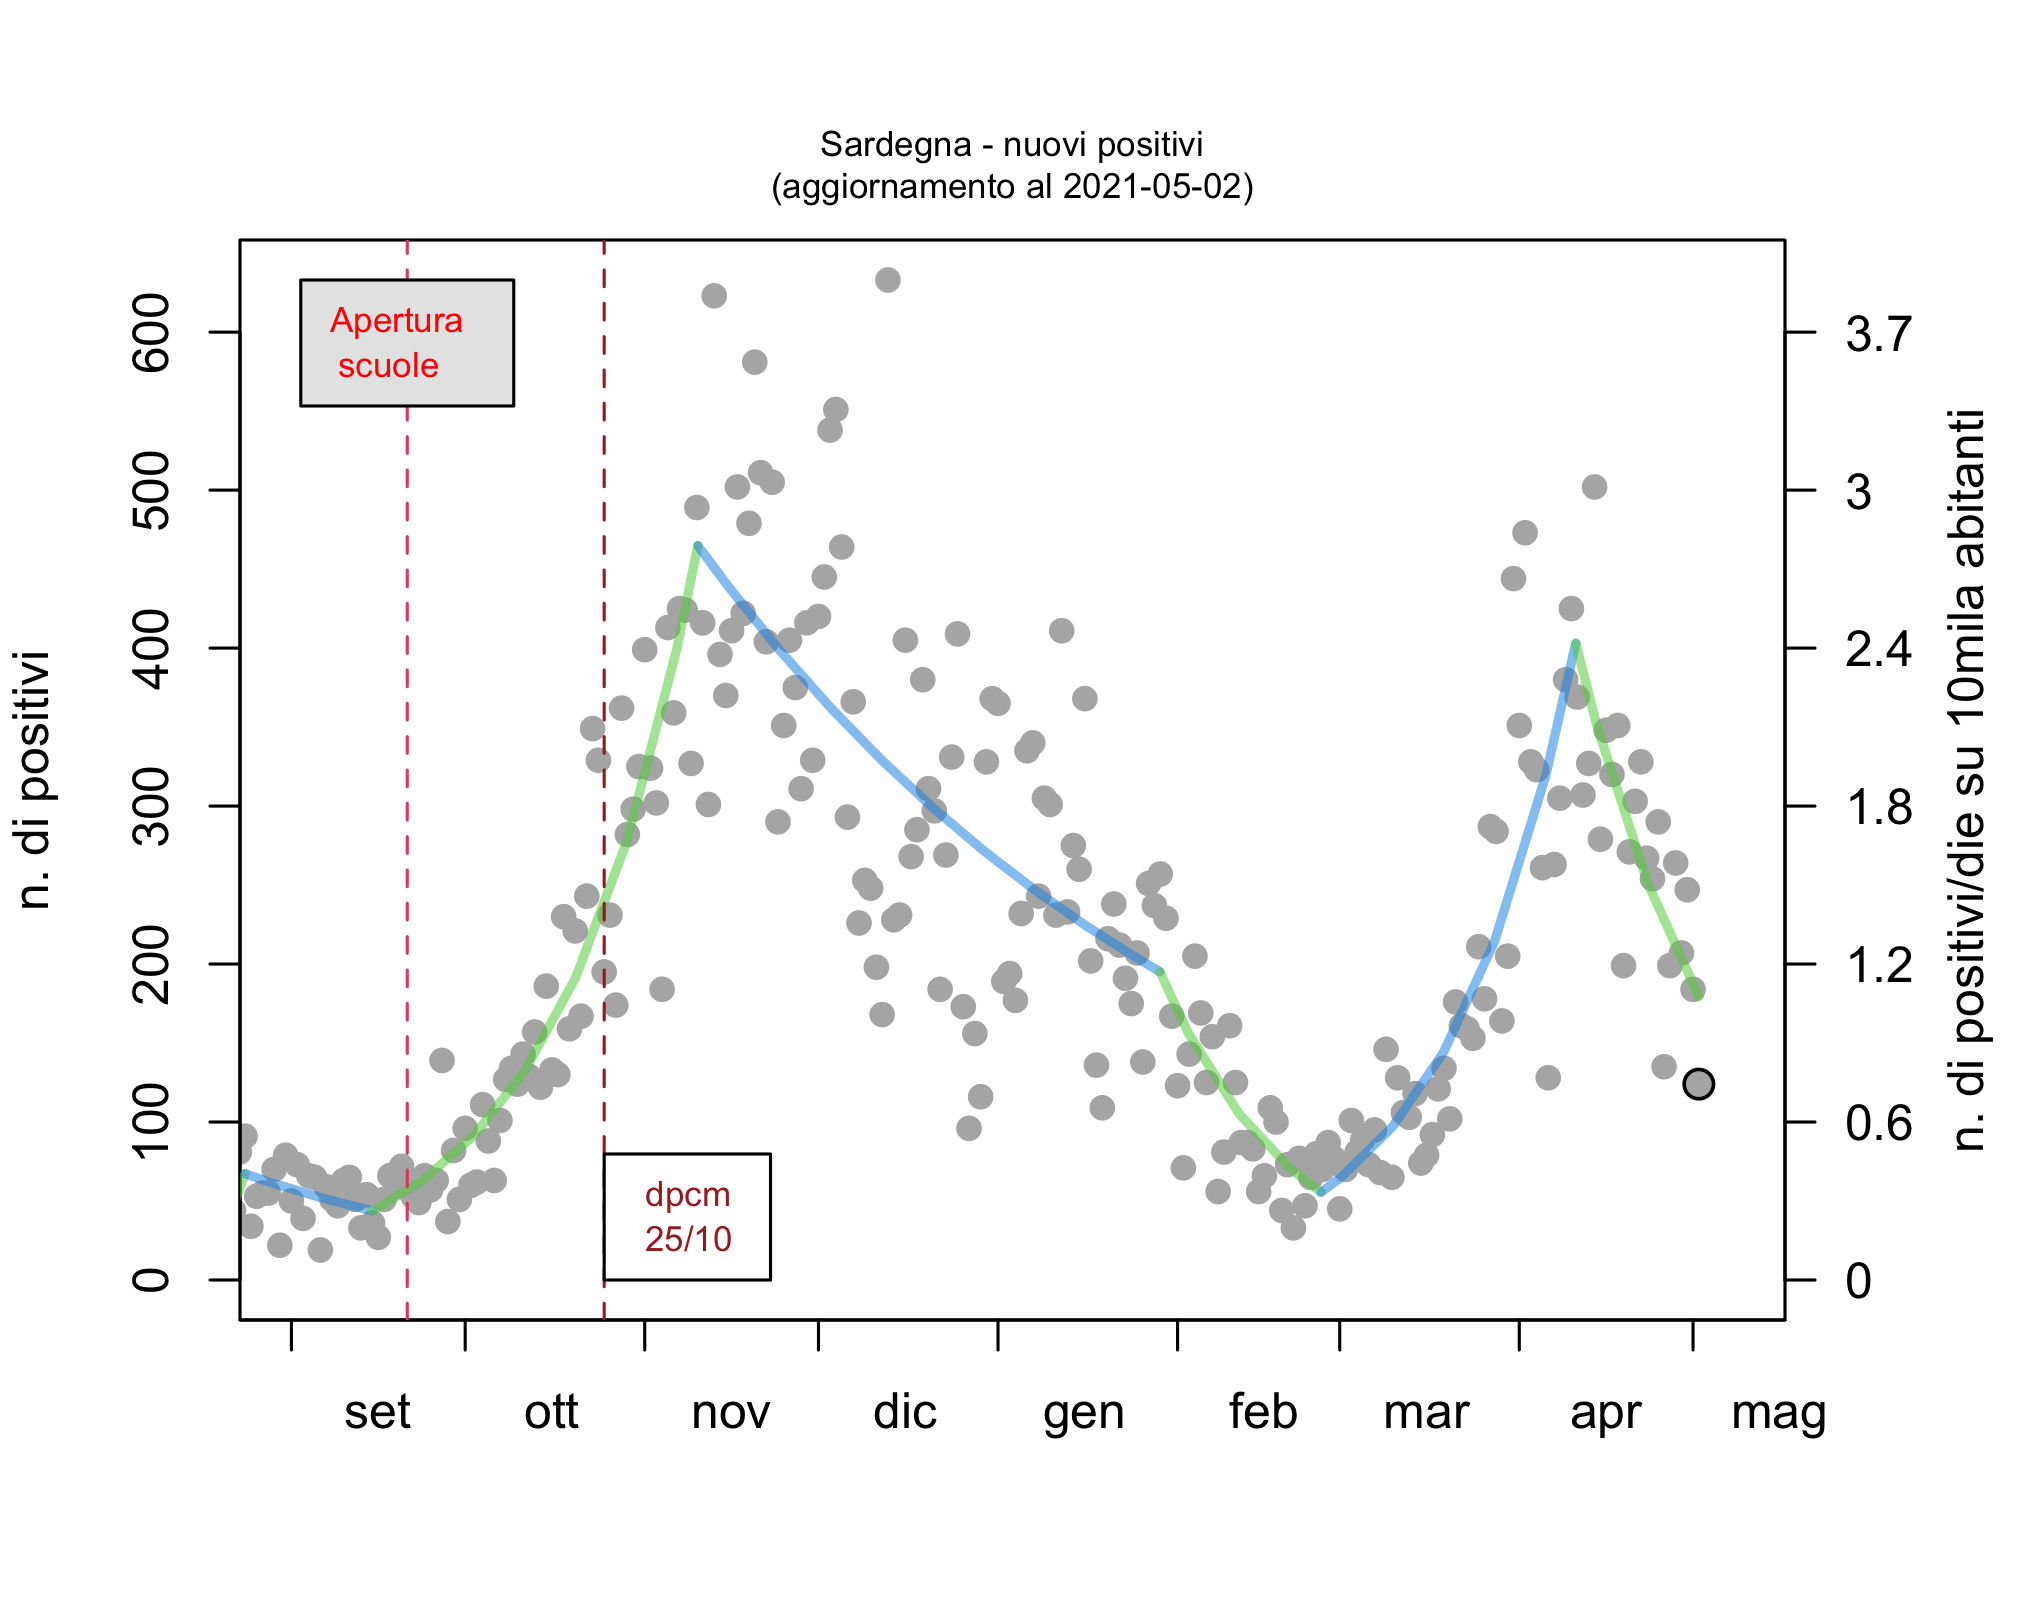 Sardegna - nuovi positivi
(aggiornamento al 2021-05-02)
n. di positivi
600
500
400
300
200
100
0
Apertura
scuole
dpcm
25/10
3.7
3
2.4
1.8
1.2
0.6
0
n. di positivi/die su 10mila abitanti
set ott nov dic gen feb mar apr mag